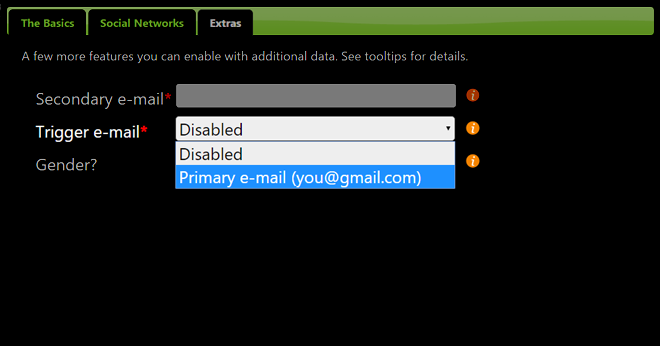 The Basics Social Networks Extras
A few more features you can enable with additional data. See tooltips for details.
Secondary e-mail*
Trigger e-mail* Disabled
Disabled
Gender?
Primary e-mail (you@gmail.com)